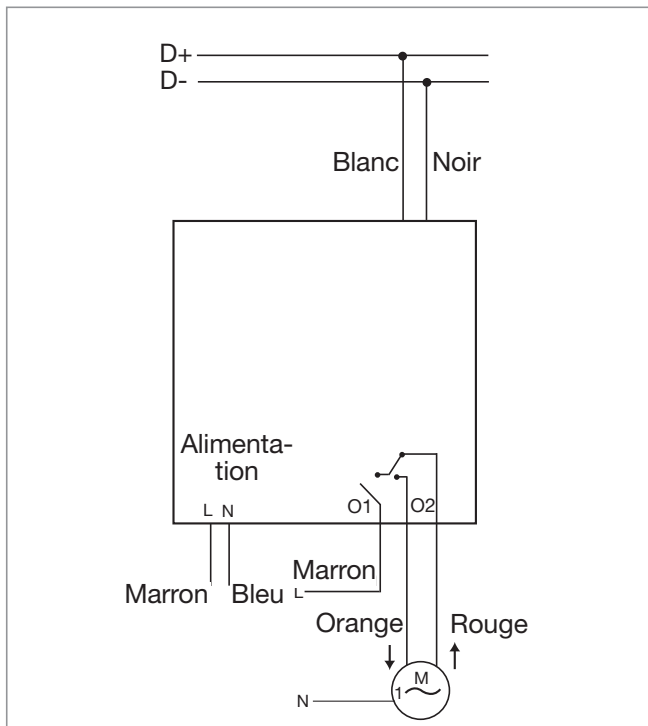 D+
D-
Blanc Noir
Alimenta-
tion
L N
O1 O2
Marron Bleu L Marron
Orange Rouge
M
1
N